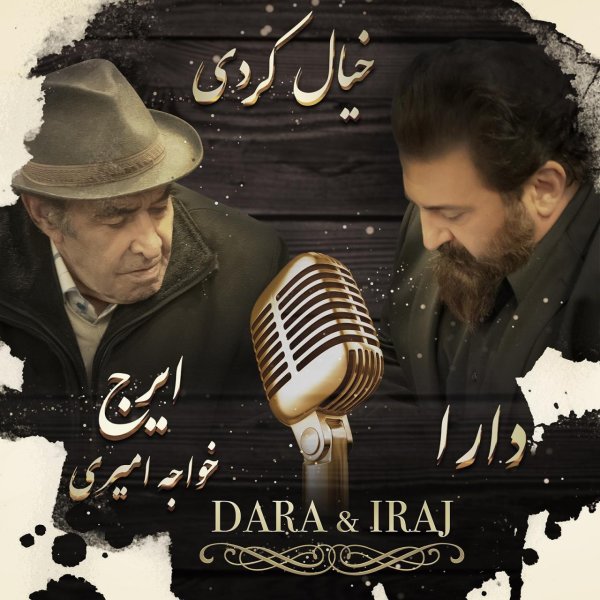 خیال کردی
ایرج
خواجه امیری
دارا
DARA & IRAJ